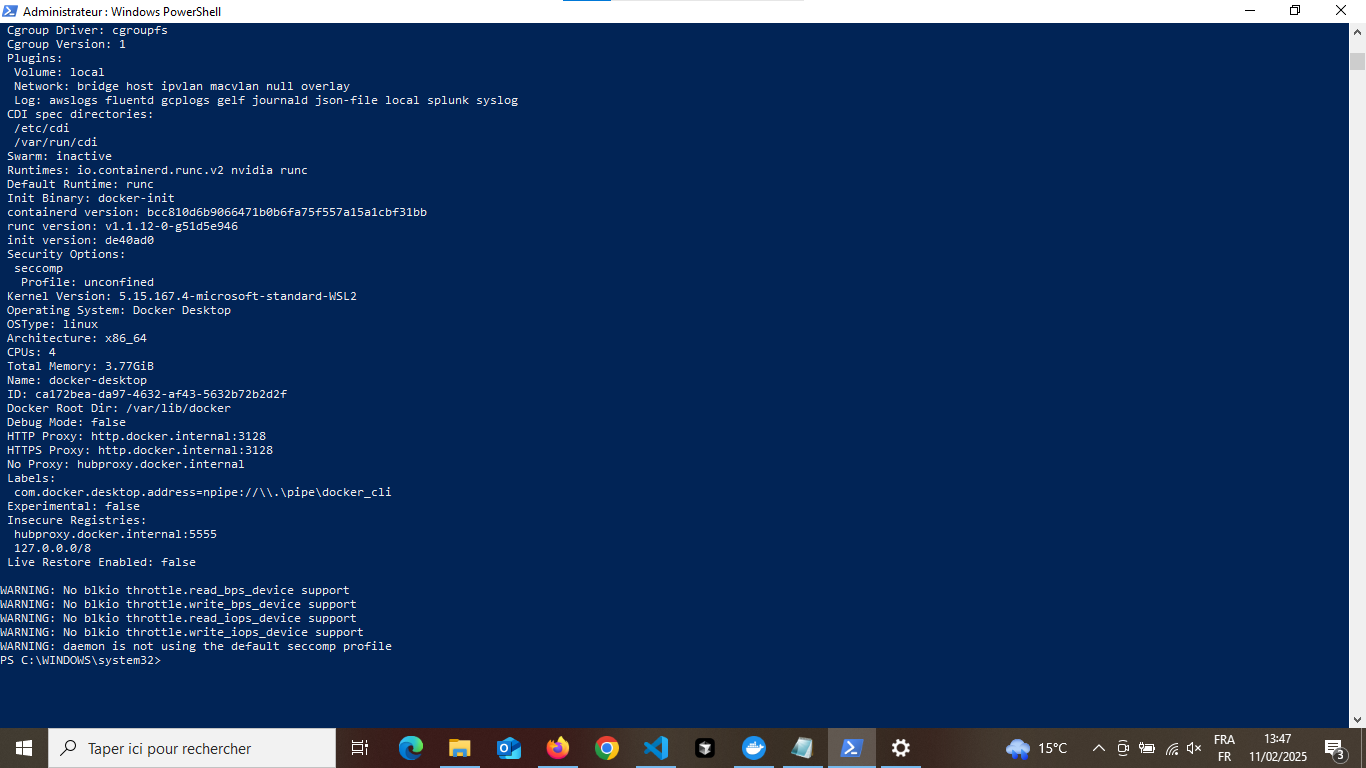 Administrateur : Windows PowerShell
Cgroup Driver: cgroupfs
Cgroup Version: 1
Plugins:
Volume: local
Network: bridge host ipvlan macvlan null overlay
Log: awslogs fluentd gcplogs gelf journald json-file local splunk syslog
CDI spec directories:
/etc/cdi
/var/run/cdi
Swarm: inactive
Runtimes: io.containerd.runc.v2 nvidia runc
Default Runtime: runc
Init Binary: docker-init
containerd version: bcc810d6b9066471b0b6fa75f557a15a1cbf31bb
runc version: v1.1.12-0-g51d5e946
init version: de40ad0
Security Options:
seccomp
Profile: unconfined
Kernel Version: 5.15.167.4-microsoft-standard-WSL2
Operating System: Docker Desktop
OSType: linux
Architecture: x86_64
CPUs: 4
Total Memory: 3.77GiB
Name: docker-desktop
ID: ca172bea-da97-4632-af43-5632b72b2d2f
Docker Root Dir: /var/lib/docker
Debug Mode: false
HTTP Proxy: http.docker.internal:3128
HTTPS Proxy: http.docker.internal:3128
No Proxy: hubproxy.docker.internal
Labels:
com.docker.desktop.address=npipe://\\.\pipe\docker_cli
Experimental: false
Insecure Registries:
hubproxy.docker.internal:5555
127.0.0.0/8
Live Restore Enabled: false
WARNING: No blkio throttle.read_bps_device support
WARNING: No blkio throttle.write_bps_device support
WARNING: No blkio throttle.read_iops_device support
WARNING: No blkio throttle.write_iops_device support
WARNING: daemon is not using the default seccomp profile
PS C:\WINDOWS\system32>
Taper ici pour rechercher
15°C
FRA
FR
13:47
11/02/2025
3